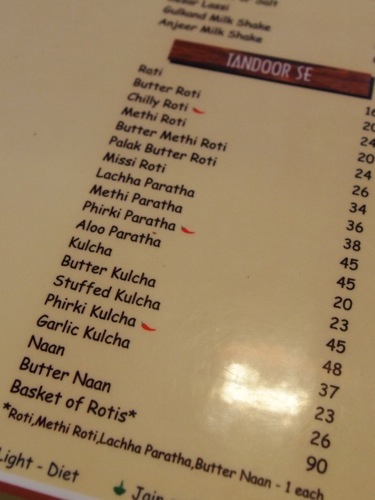 Lassi
Gulkand Milk Shake
Anjeer Milk Shake
TANDOOR SE
Roti 16
Butter Roti 20
Chilly Roti 24
Methi Roti 20
Butter Methi Roti 24
Palak Butter Roti 26
Missi Roti 34
Lachha Paratha 36
Methi Paratha 38
Phirki Paratha 45
Aloo Paratha 45
Kulcha 20
Butter Kulcha 23
Stuffed Kulcha 45
Phirki Kulcha 48
Garlic Kulcha 37
Naan 23
Butter Naan 26
Basket of Rotis* 90
*Roti,Methi Roti,Lachha Paratha,Butter Naan - 1 each
Light - Diet Jain